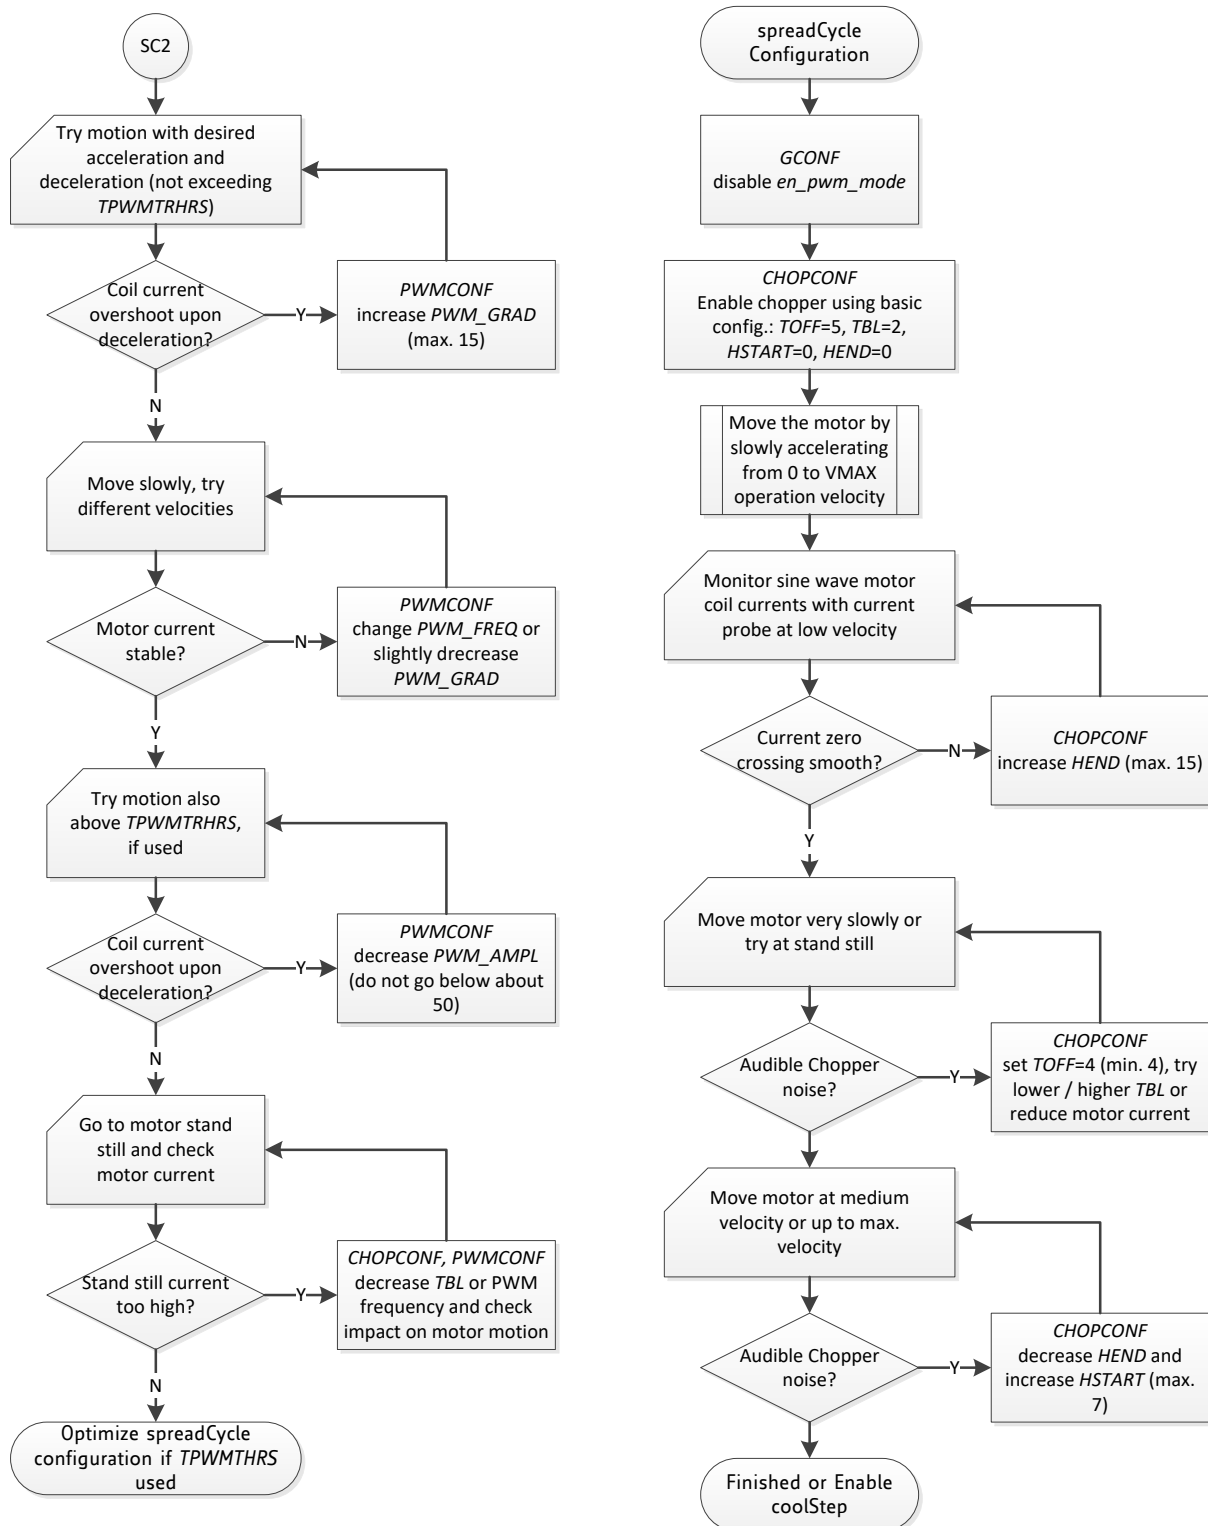 SC2
Try motion with desired
acceleration and
deceleration (not exceeding
TPWMTRHRS)
Coil current
overshoot upon
deceleration?
Y
PWMCONF
increase PWM_GRAD
(max. 15)
N
Move slowly, try
different velocities
Motor current
stable?
N
PWMCONF
change PWM_FREQ or
slightly drecrease
PWM_GRAD
Y
Try motion also
above TPWMTRHRS,
if used
Coil current
overshoot upon
deceleration?
Y
PWMCONF
decrease PWM_AMPL
(do not go below about
50)
N
Go to motor stand
still and check
motor current
Stand still current
too high?
Y
CHOPCONF, PWMCONF
decrease TBL or PWM
frequency and check
impact on motor motion
N
Optimize spreadCycle
configuration if TPWMTHRS
used
spreadCycle
Configuration
GCONF
disable en_pwm_mode
CHOPCONF
Enable chopper using basic
config.: TOFF=5, TBL=2,
HSTART=0, HEND=0
Move the motor by
slowly accelerating
from 0 to VMAX
operation velocity
Monitor sine wave motor
coil currents with current
probe at low velocity
Current zero
crossing smooth?
N
CHOPCONF
increase HEND (max. 15)
Y
Move motor very slowly or
try at stand still
Audible Chopper
noise?
Y
CHOPCONF
set TOFF=4 (min. 4), try
lower / higher TBL or
reduce motor current
Move motor at medium
velocity or up to max.
velocity
Audible Chopper
noise?
Y
CHOPCONF
decrease HEND and
increase HSTART (max.
7)
Finished or Enable
coolStep